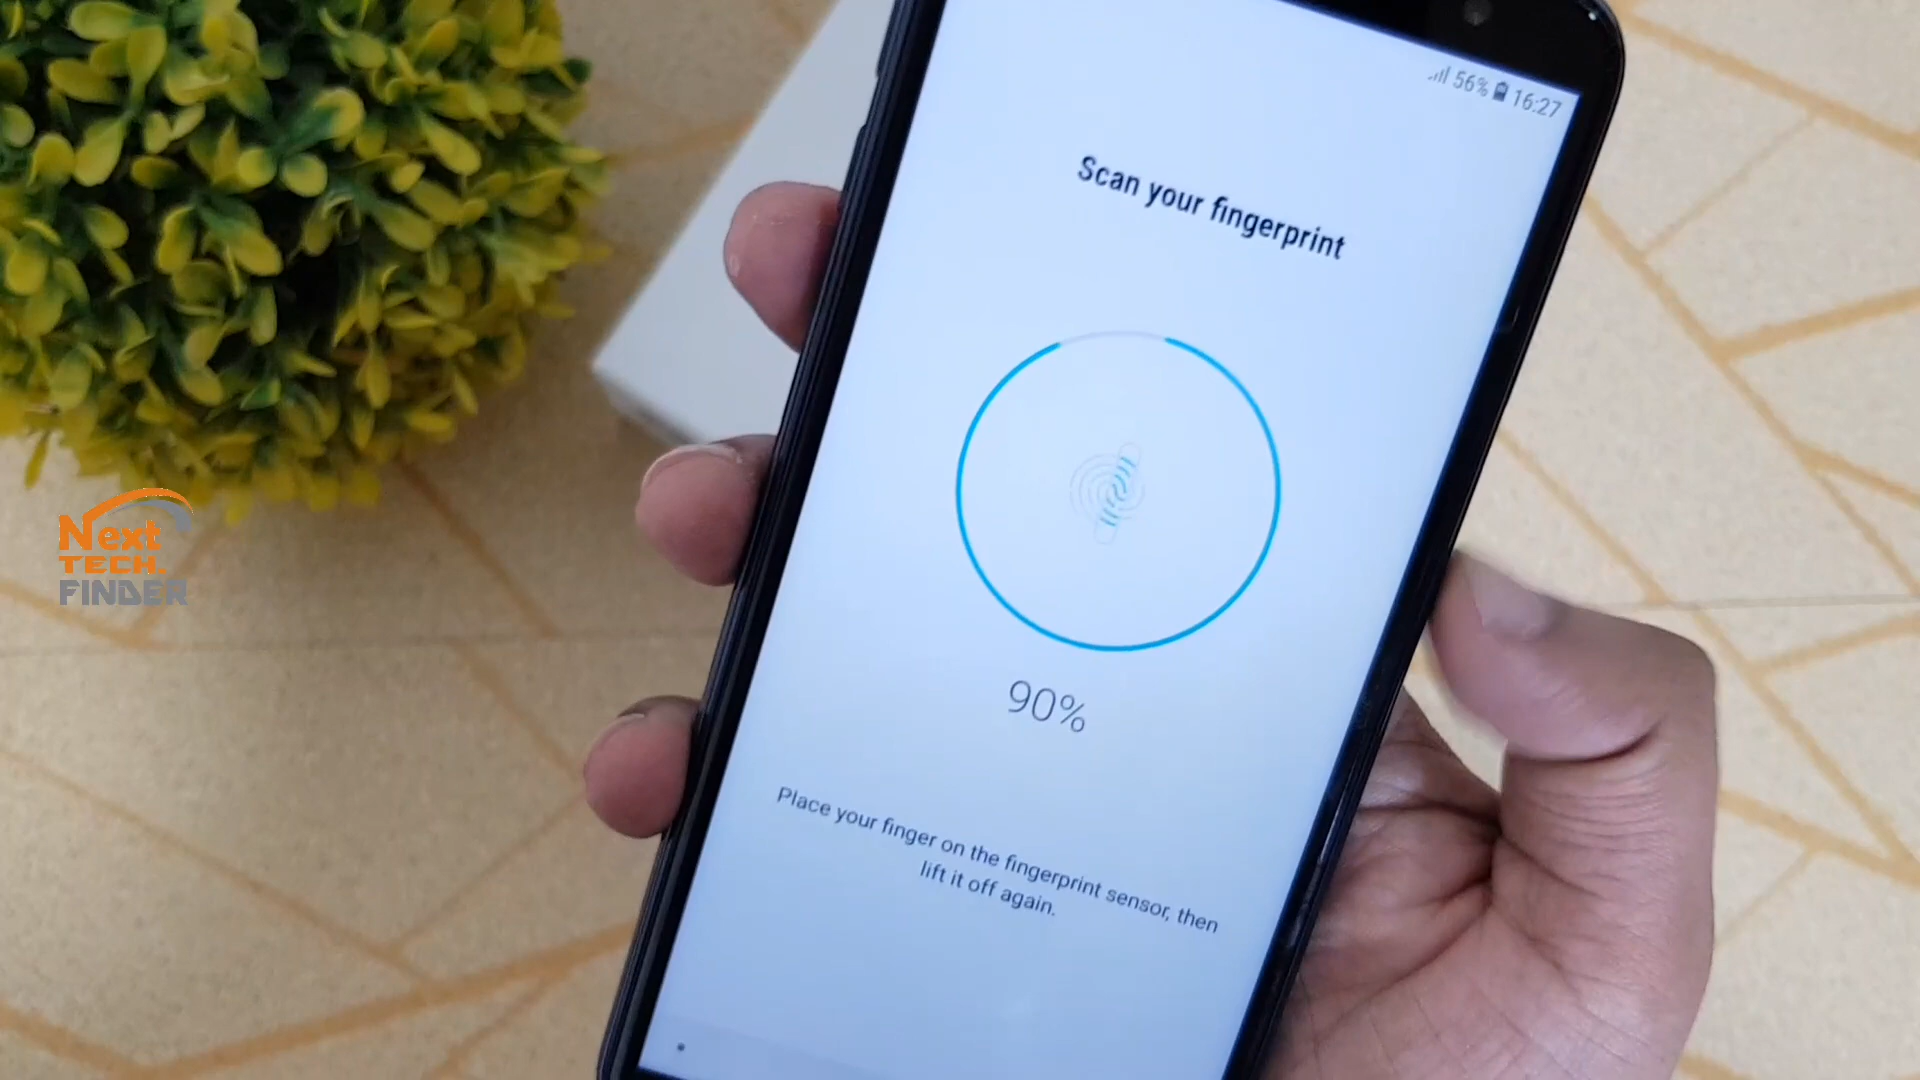 56% 16:27
Scan your fingerprint
90%
Place your finger on the fingerprint sensor, then
lift it off again.
Next
TECH.
FINDER